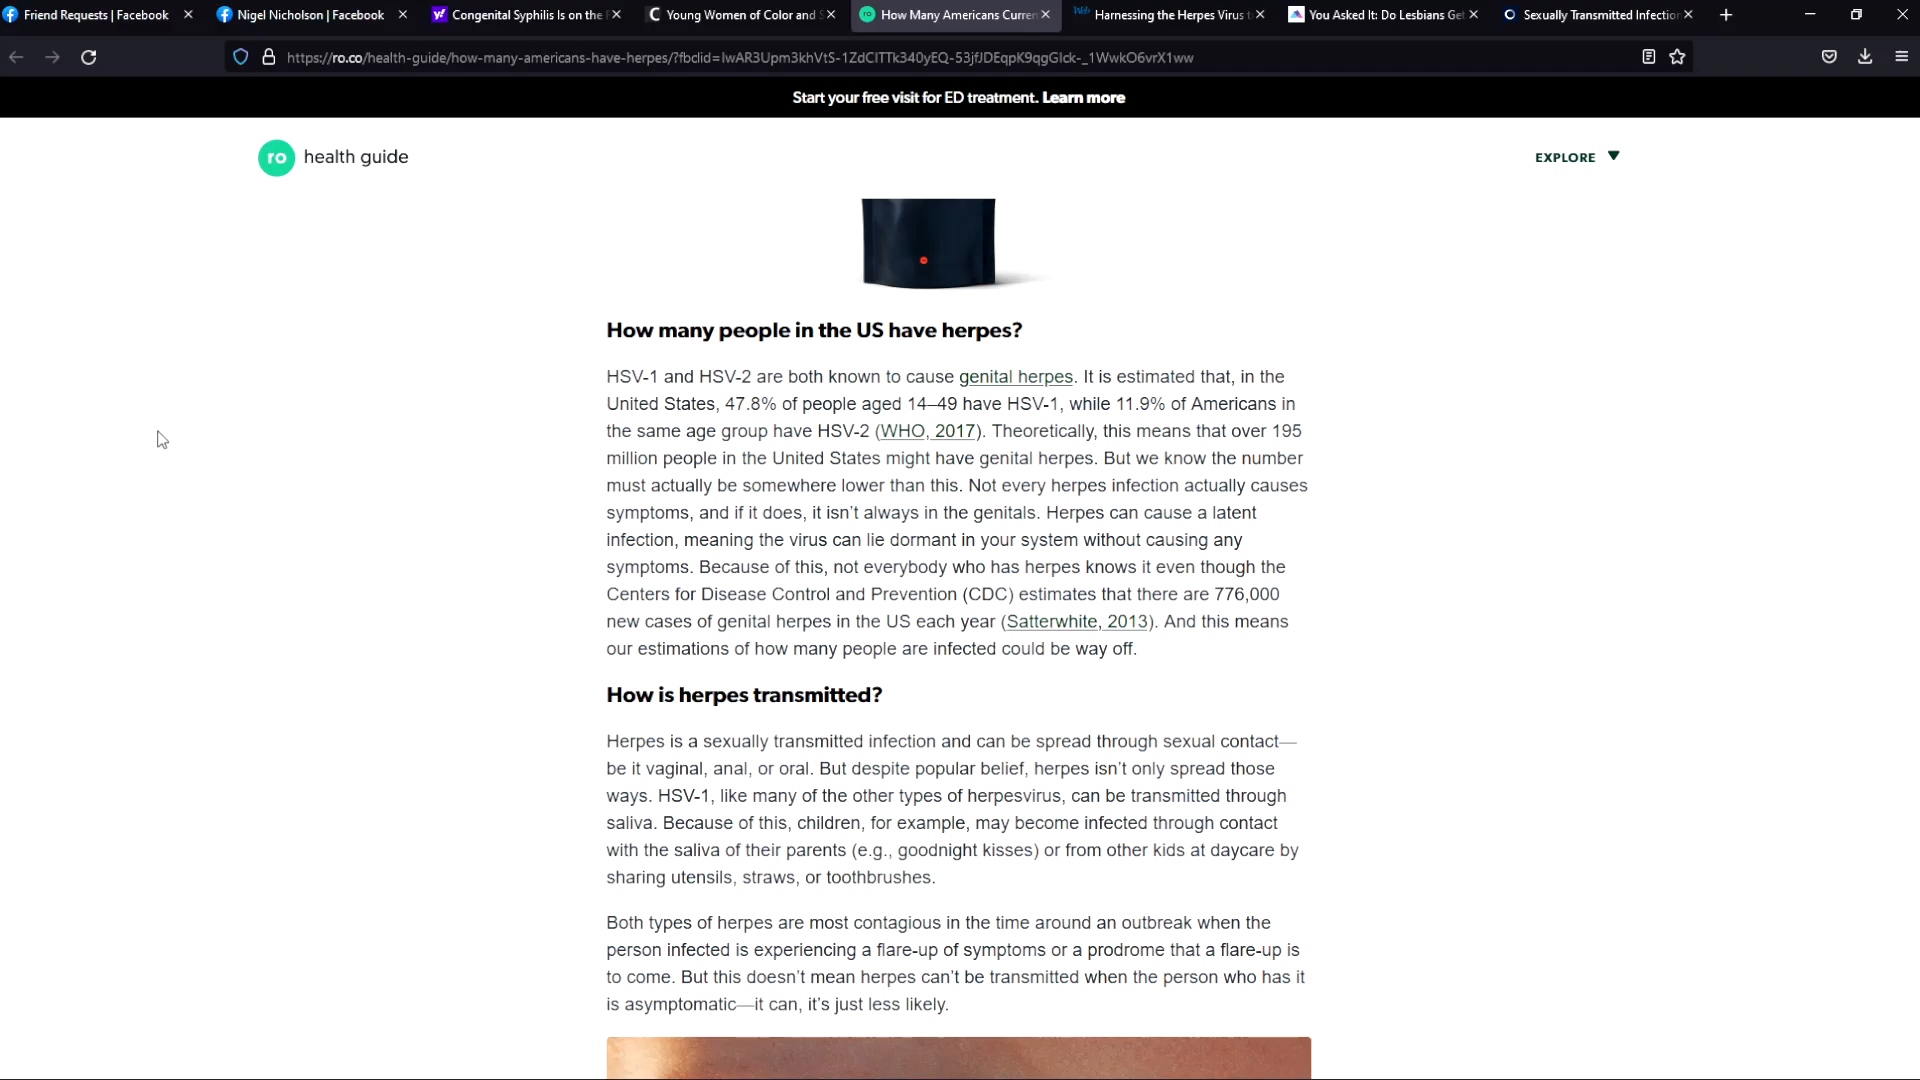 Friend Requests | Facebook
Nigel Nicholson | Facebook
Congenital Syphilis Is on the
Young Women of Color and
How Many Americans Curre
Harnessing the Herpes Virus
You Asked It: Do Lesbians Get
Sexually Transmitted Infection
https://ro.co/health-guide/how-many-americans-have-herpes/?fbclid=IwAR3Upm3khVtS-1ZdCITTk340yEQ-53jfJDEqpK9qgGIck-_1WwkO6vrX1ww
Start your free visit for ED treatment. Learn more
ro health guide
EXPLORE
How many people in the US have herpes?
HSV-1 and HSV-2 are both known to cause genital herpes. It is estimated that, in the
United States, 47.8% of people aged 14–49 have HSV-1, while 11.9% of Americans in
the same age group have HSV-2 (WHO, 2017). Theoretically, this means that over 195
million people in the United States might have genital herpes. But we know the number
must actually be somewhere lower than this. Not every herpes infection actually causes
symptoms, and if it does, it isn’t always in the genitals. Herpes can cause a latent
infection, meaning the virus can lie dormant in your system without causing any
symptoms. Because of this, not everybody who has herpes knows it even though the
Centers for Disease Control and Prevention (CDC) estimates that there are 776,000
new cases of genital herpes in the US each year (Satterwhite, 2013). And this means
our estimations of how many people are infected could be way off.
How is herpes transmitted?
Herpes is a sexually transmitted infection and can be spread through sexual contact—
be it vaginal, anal, or oral. But despite popular belief, herpes isn’t only spread those
ways. HSV-1, like many of the other types of herpesvirus, can be transmitted through
saliva. Because of this, children, for example, may become infected through contact
with the saliva of their parents (e.g., goodnight kisses) or from other kids at daycare by
sharing utensils, straws, or toothbrushes.
Both types of herpes are most contagious in the time around an outbreak when the
person infected is experiencing a flare-up of symptoms or a prodrome that a flare-up is
to come. But this doesn’t mean herpes can’t be transmitted when the person who has it
is asymptomatic—it can, it’s just less likely.